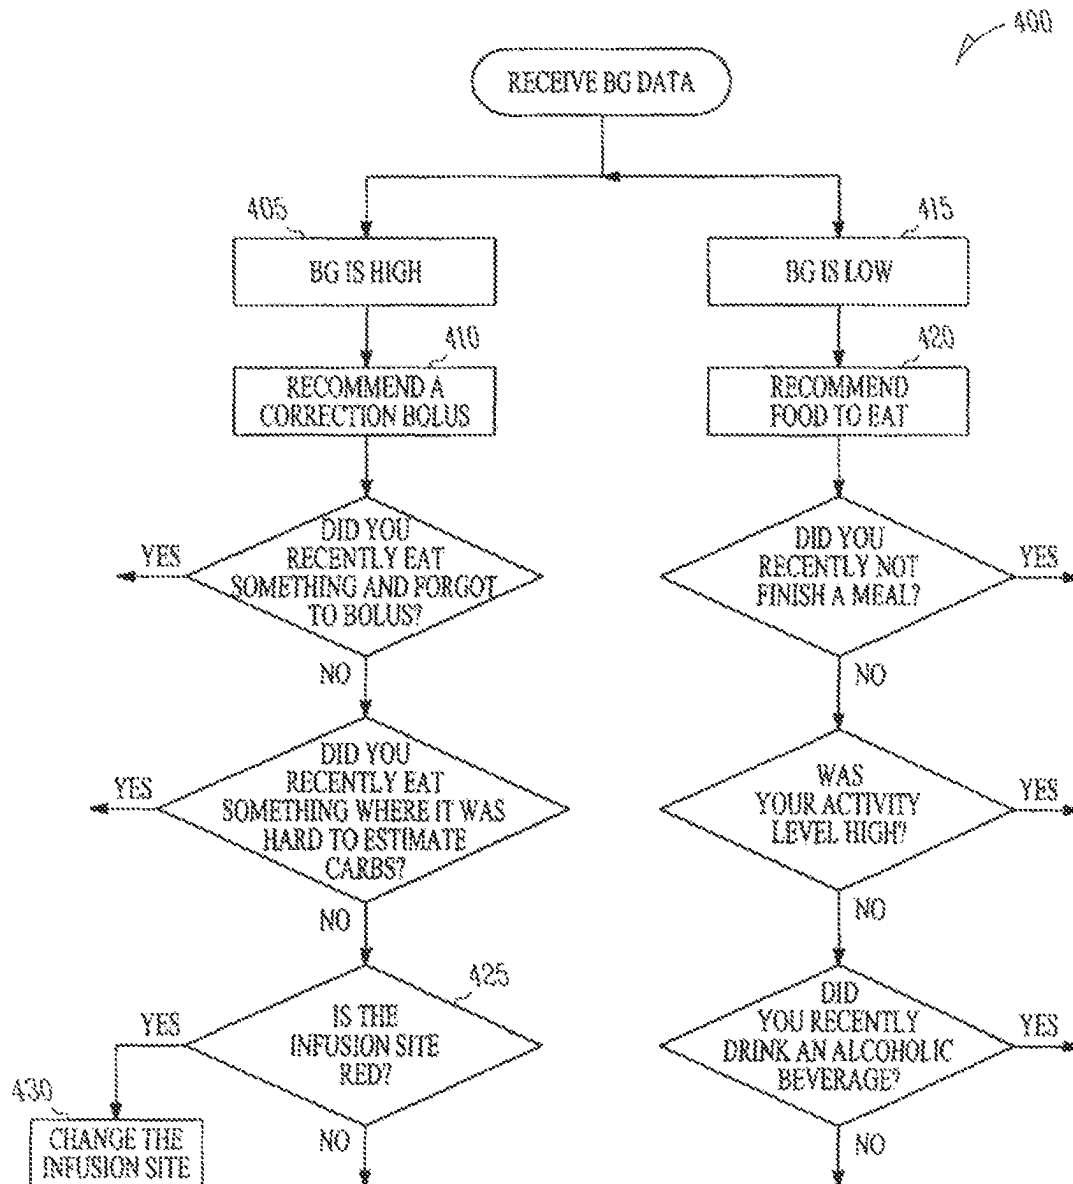 400
RECEIVE BG DATA
405
BG IS HIGH
415
BG IS LOW
410
RECOMMEND A
CORRECTION BOLUS
420
RECOMMEND
FOOD TO EAT
DID YOU
RECENTLY EAT
SOMETHING AND FORGOT
TO BOLUS?
YES
NO
DID YOU
RECENTLY NOT
FINISH A MEAL?
YES
NO
DID YOU
RECENTLY EAT
SOMETHING WHERE IT WAS
HARD TO ESTIMATE
CARBS?
YES
NO
WAS
YOUR ACTIVITY
LEVEL HIGH?
YES
NO
425
IS THE
INFUSION SITE
RED?
YES
NO
DID
YOU RECENTLY
DRINK AN ALCOHOLIC
BEVERAGE?
YES
NO
430
CHANGE THE
INFUSION SITE